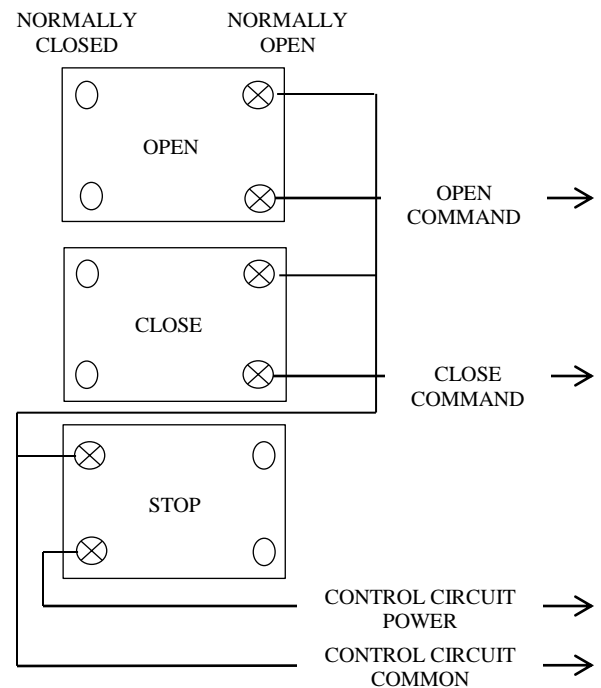 NORMALLY
CLOSED
NORMALLY
OPEN
OPEN
OPEN
COMMAND
CLOSE
CLOSE
COMMAND
STOP
CONTROL CIRCUIT
POWER
CONTROL CIRCUIT
COMMON